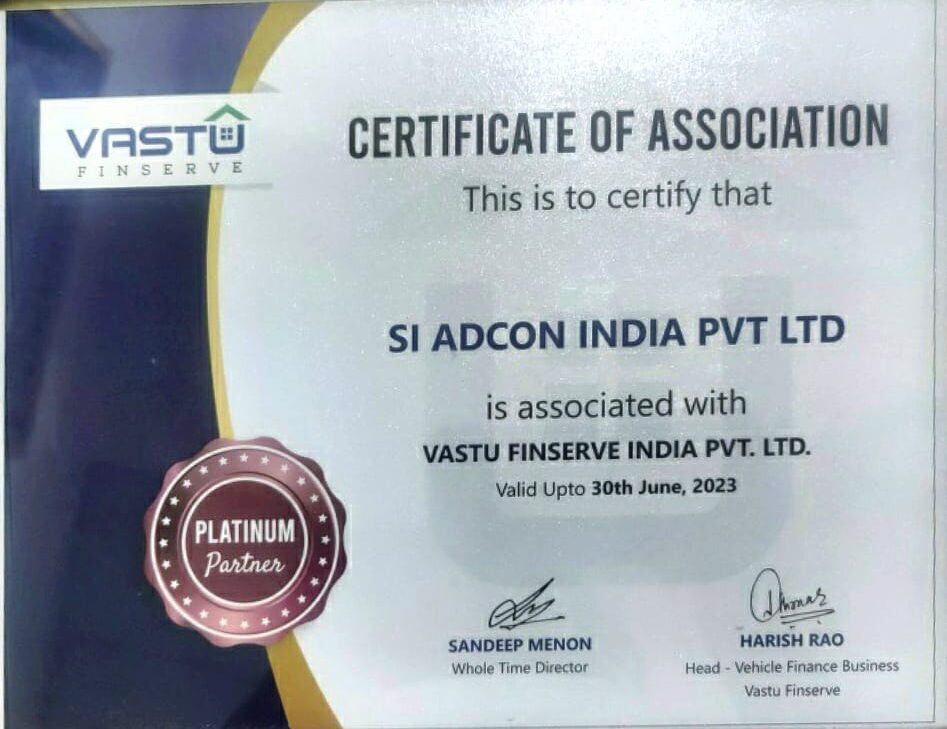 VASTU
FINSERVE
CERTIFICATE OF ASSOCIATION
This is to certify that
SI ADCON INDIA PVT LTD
is associated with
VASTU FINSERVE INDIA PVT. LTD.
Valid Upto 30th June, 2023
PLATINUM
Partner
SANDEEP MENON
Whole Time Director
HARISH RAO
Head - Vehicle Finance Business
Vastu Finserve